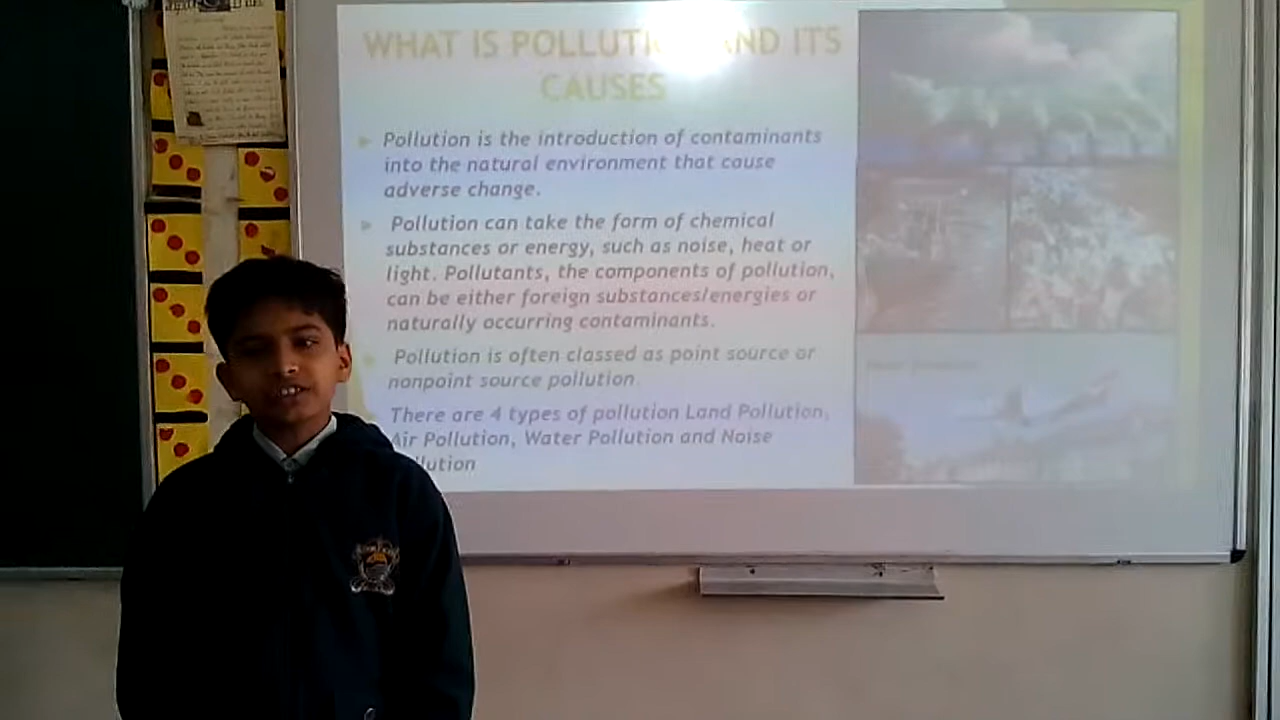 WHAT IS POLLUTI ND ITS
CAUSES
Pollution is the introduction of contaminants
into the natural environment that cause
adverse change.
Pollution can take the form of chemical
substances or energy, such as noise, heat or
light. Pollutants, the components of pollution,
can be either foreign substances/energies or
naturally occurring contaminants.
Pollution is often classed as point source or
nonpoint source pollution.
There are 4 types of pollution Land Pollution,
Air Pollution, Water Pollution and Noise
llution